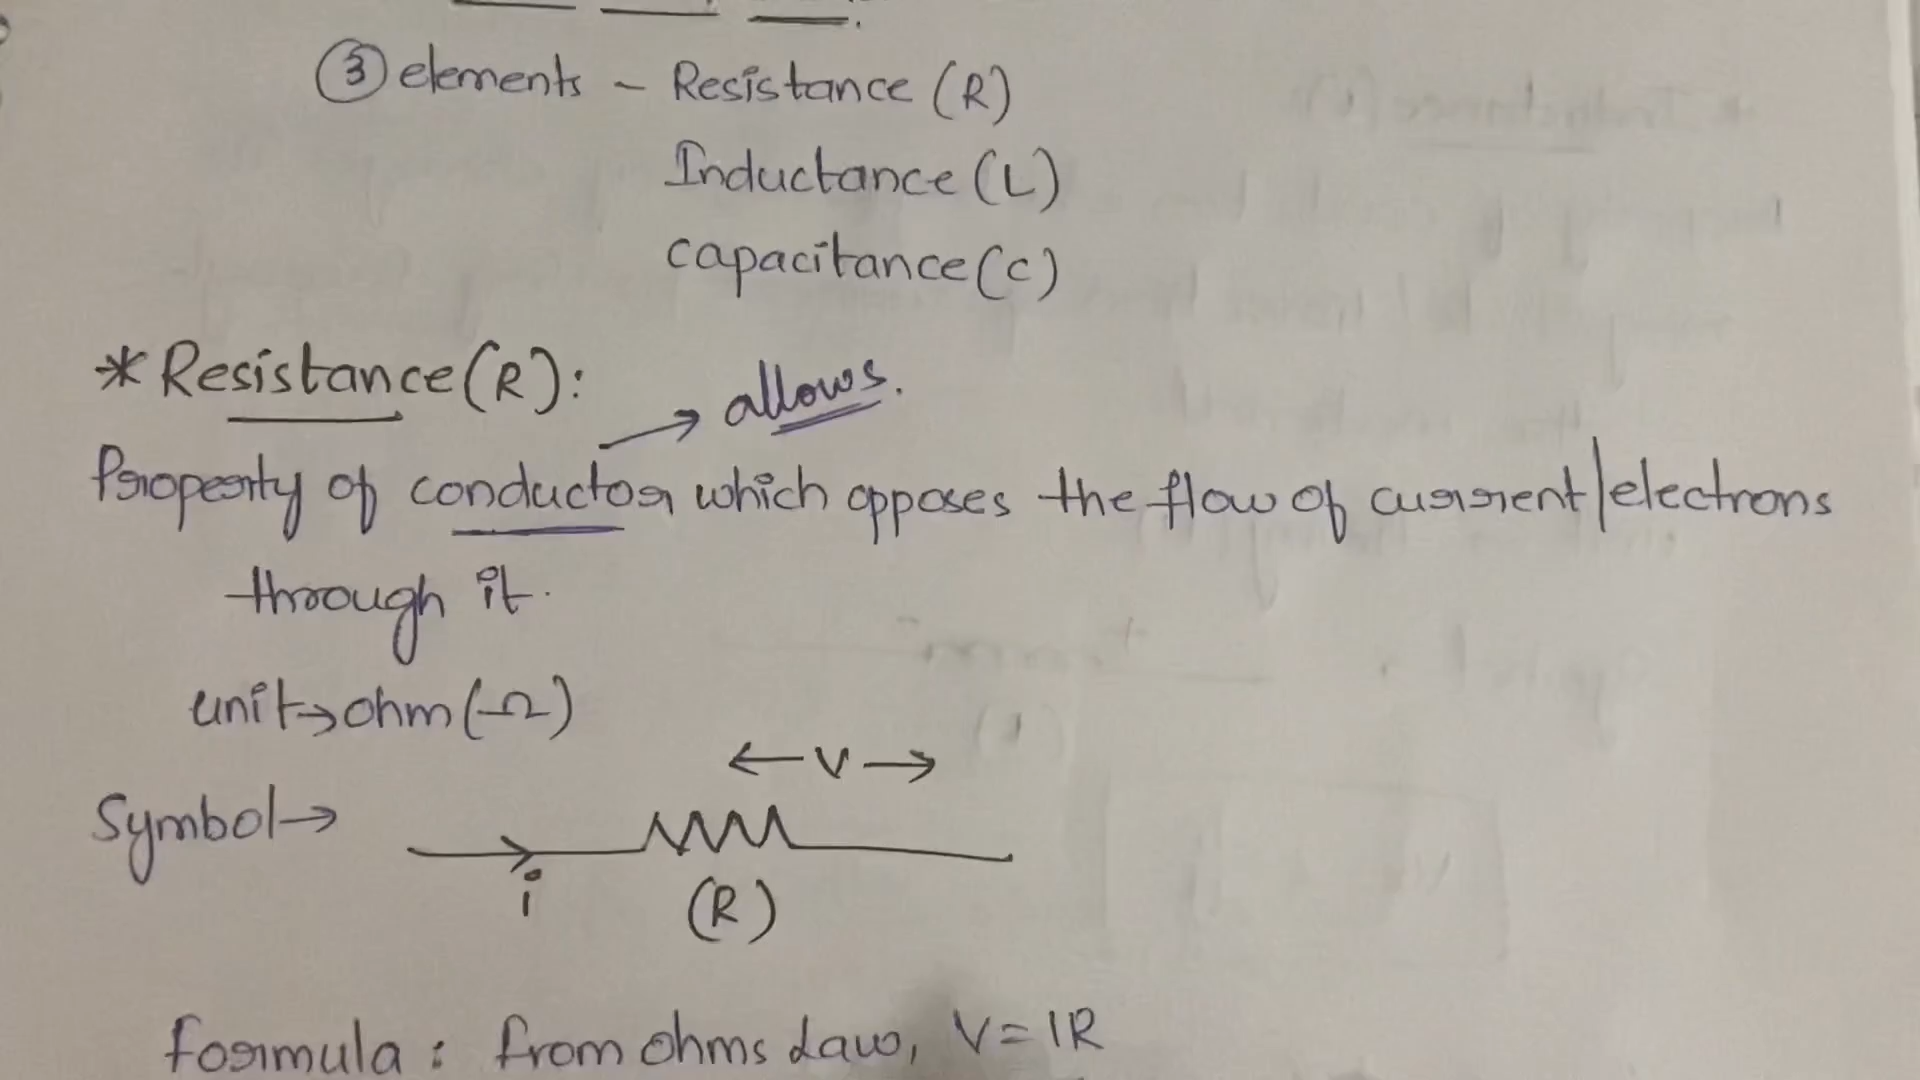 ③ elements - Resistance (R)
Inductance (L)
capacitance (C)
* Resistance (R):
→ allows.
Property of conductor which opposes the flow of current/electrons
through it.
unit → ohm (Ω)
← V →
Symbol →
i
(R)
formula : from ohms Law, V = IR